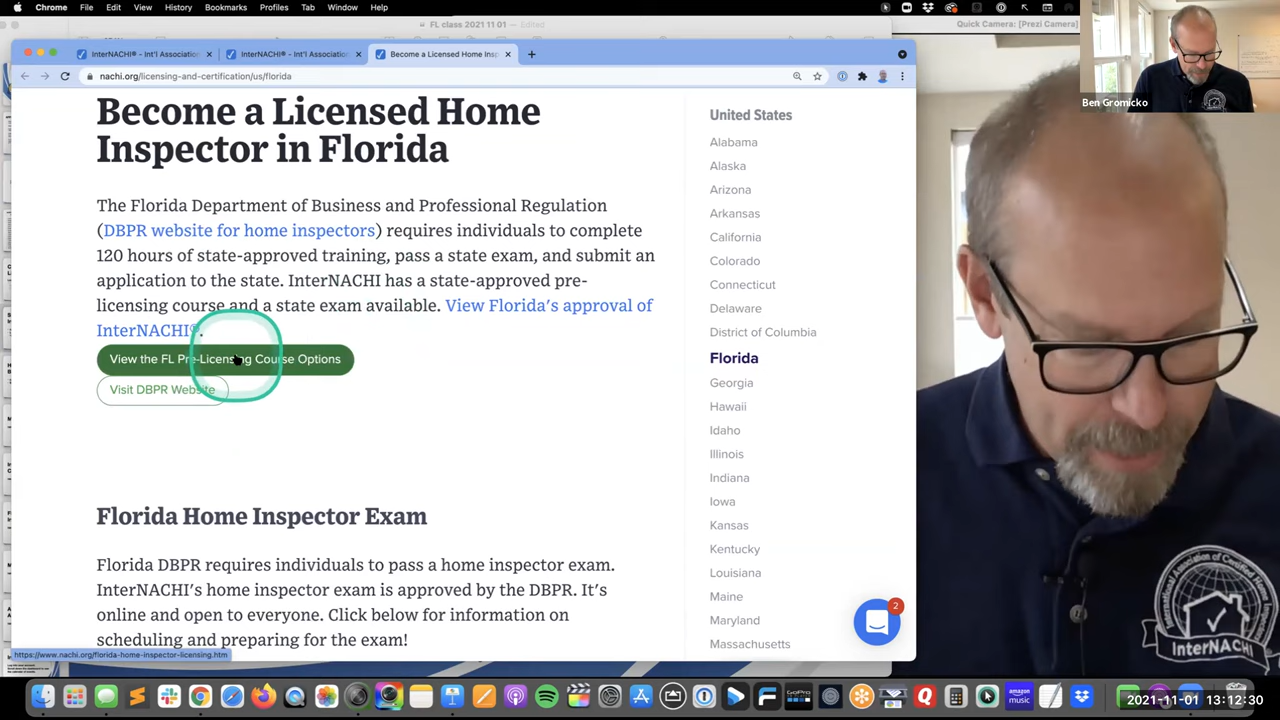 Chrome File Edit View History Bookmarks Profiles Tab Window Help
FL class 2021 11 01 — Edited
Quick Camera: [Prezi Camera]
InterNACHI® - Int'l Associatio
InterNACHI® - Int'l Associatio
Become a Licensed Home Insp
nachi.org/licensing-and-certification/us/florida
Ben Gromicko
Become a Licensed Home
Inspector in Florida
The Florida Department of Business and Professional Regulation
(DBPR website for home inspectors) requires individuals to complete
120 hours of state-approved training, pass a state exam, and submit an
application to the state. InterNACHI has a state-approved pre-
licensing course and a state exam available. View Florida's approval of
InterNACHI®.
View the FL Pre-Licensing Course Options
Visit DBPR Website
Florida Home Inspector Exam
Florida DBPR requires individuals to pass a home inspector exam.
InterNACHI's home inspector exam is approved by the DBPR. It's
online and open to everyone. Click below for information on
scheduling and preparing for the exam!
https://www.nachi.org/florida-home-inspector-licensing.htm
United States
Alabama
Alaska
Arizona
Arkansas
California
Colorado
Connecticut
Delaware
District of Columbia
Florida
Georgia
Hawaii
Idaho
Illinois
Indiana
Iowa
Kansas
Kentucky
Louisiana
Maine
Maryland
Massachusetts
2
International Association of Certified Home
InterNACHI
GoPro
amazon
music
2021-11-01 13:12:30